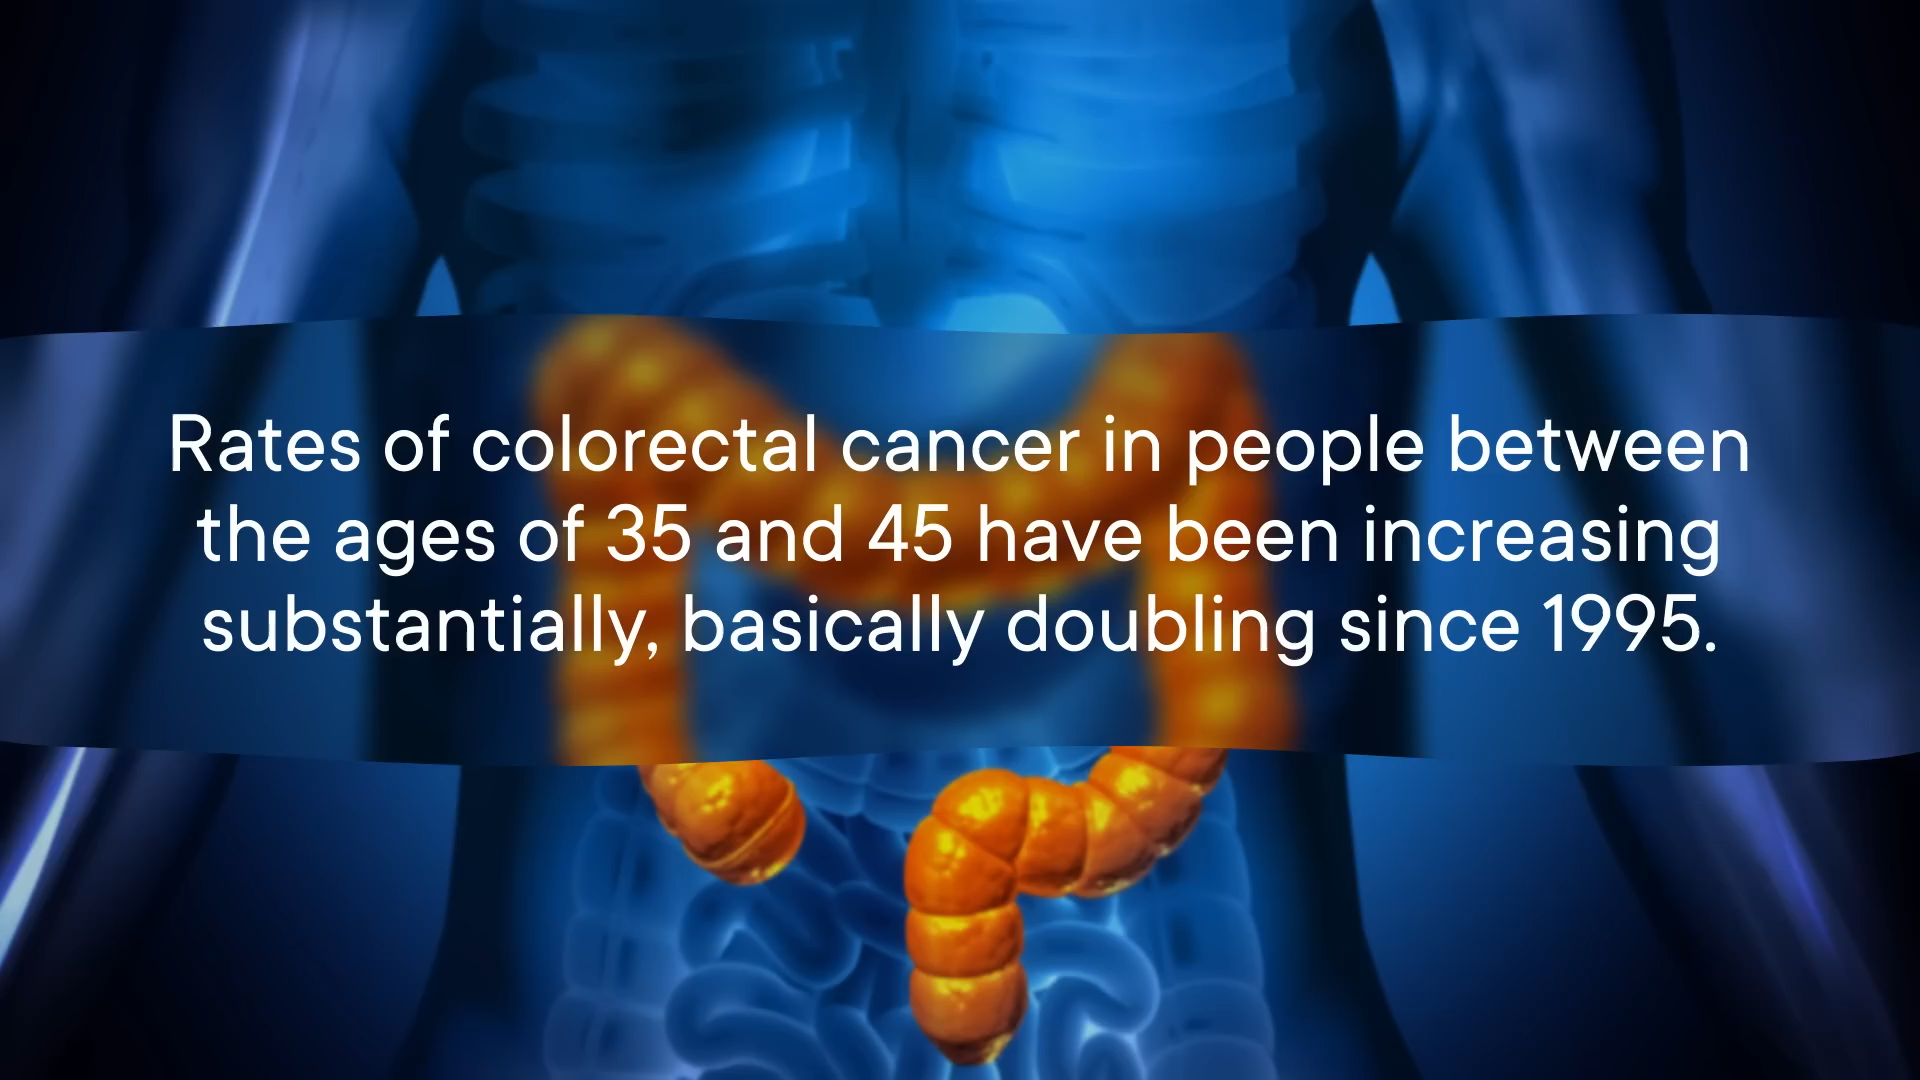 Rates of colorectal cancer in people between
the ages of 35 and 45 have been increasing
substantially, basically doubling since 1995.